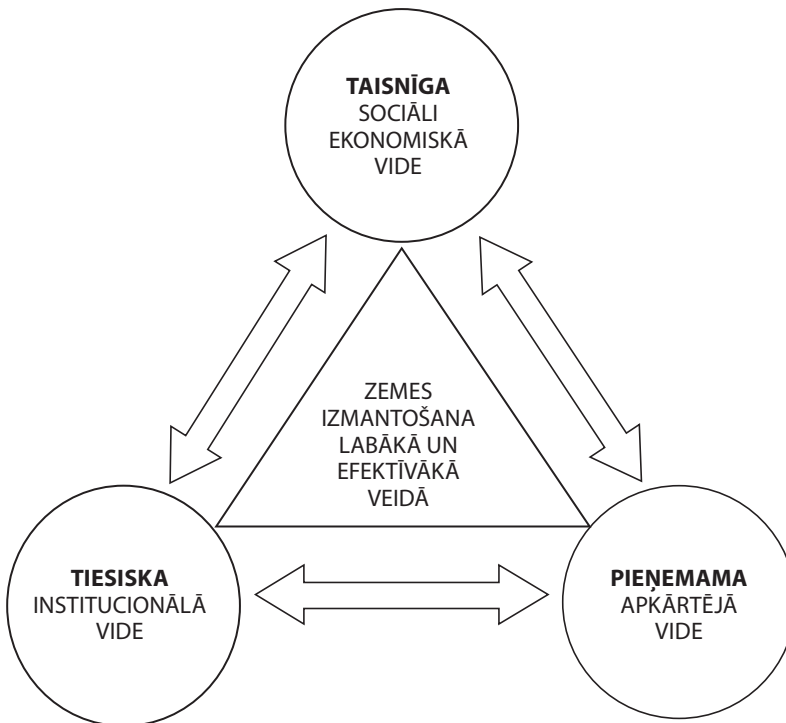 TAISNĪGA
SOCIĀLI
EKONOMISKĀ
VIDE
ZEMES
IZMANTOŠANA
LABĀKĀ UN
EFEKTĪVĀKĀ
VEIDĀ
TIESISKA
INSTITUCIONĀLĀ
VIDE
PIEŅEMAMA
APKĀRTĒJĀ
VIDE